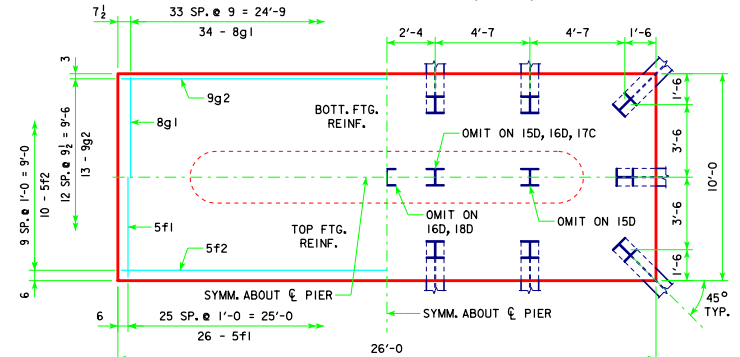 7½
33 SP. @ 9 = 24'-9
34 - 8g1
2'-4
4'-7
4'-7
1'-6
3
9g2
BOTT. FTG.
REINF.
8g1
12 SP. @ 9½ = 9'-6
13 - 9g2
9 SP. @ 1'-0 = 9'-0
10 - 5f2
OMIT ON 15D, 16D, 17C
1'-6
3'-6
10'-0
3'-6
1'-6
OMIT ON
16D, 18D
OMIT ON 15D
5f1
TOP FTG.
REINF.
5f2
6
SYMM. ABOUT ℄ PIER
SYMM. ABOUT ℄ PIER
45°
TYP.
6
25 SP. @ 1'-0 = 25'-0
26 - 5f1
26'-0